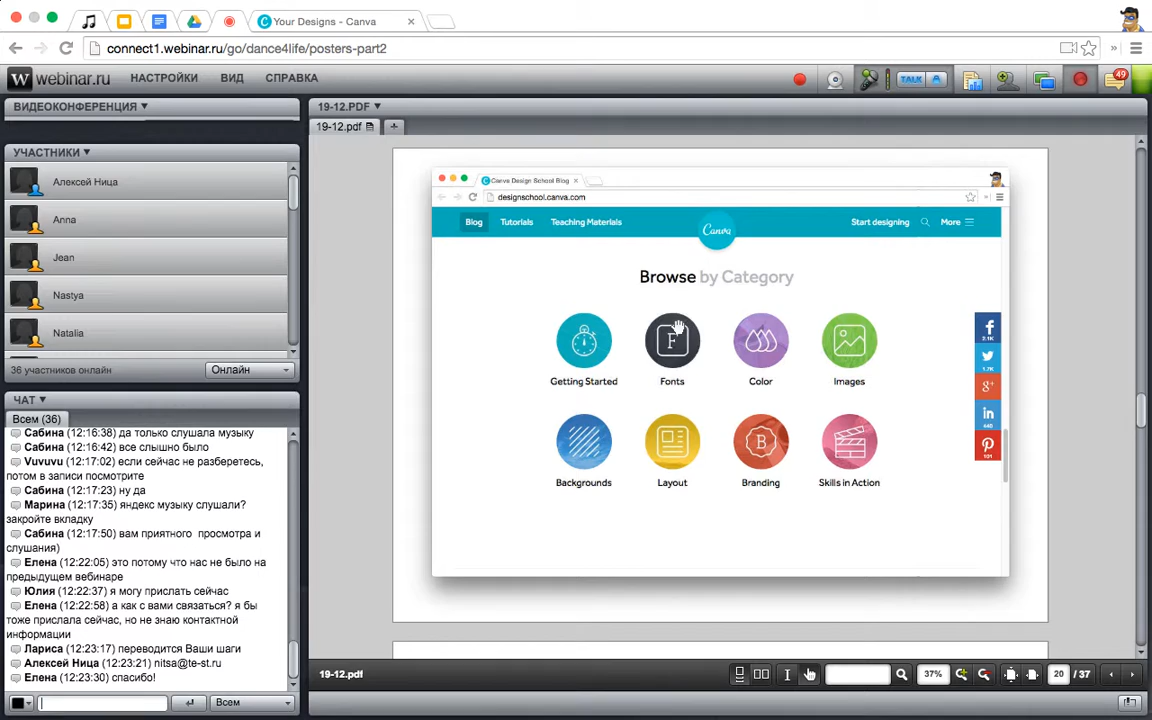 Your Designs - Canva
connect1.webinar.ru/go/dance4life/posters-part2
W webinar.ru НАСТРОЙКИ ВИД СПРАВКА TALK A 49
ВИДЕОКОНФЕРЕНЦИЯ
УЧАСТНИКИ
Алексей Ница
Anna
Jean
Nastya
Natalia
36 участников онлайн Онлайн
ЧАТ
Всем (36)
Сабина (12:16:38) да только слушала музыку
Сабина (12:16:42) все слышно было
Vuvuvu (12:17:02) если сейчас не разберетесь,
потом в записи посмотрите
Сабина (12:17:23) ну да
Марина (12:17:35) яндекс музыку слушали?
закройте вкладку
Сабина (12:17:50) вам приятного просмотра и
слушания)
Елена (12:22:05) это потому что нас не было на
предыдущем вебинаре
Юлия (12:22:37) я могу прислать сейчас
Елена (12:22:58) а как с вами связаться? я бы
тоже прислала сейчас, но не знаю контактной
информации
Лариса (12:23:17) переводится Ваши шаги
Алексей Ница (12:23:21) nitsa@te-st.ru
Елена (12:23:30) спасибо!
Всем
19-12.PDF
19-12.pdf
Canva Design School Blog
designschool.canva.com
Blog Tutorials Teaching Materials Canva Start designing More
Browse by Category
F
Getting Started Fonts Color Images
B
Backgrounds Layout Branding Skills in Action
2.1K
1.7K
440
101
19-12.pdf 37% 20 / 37